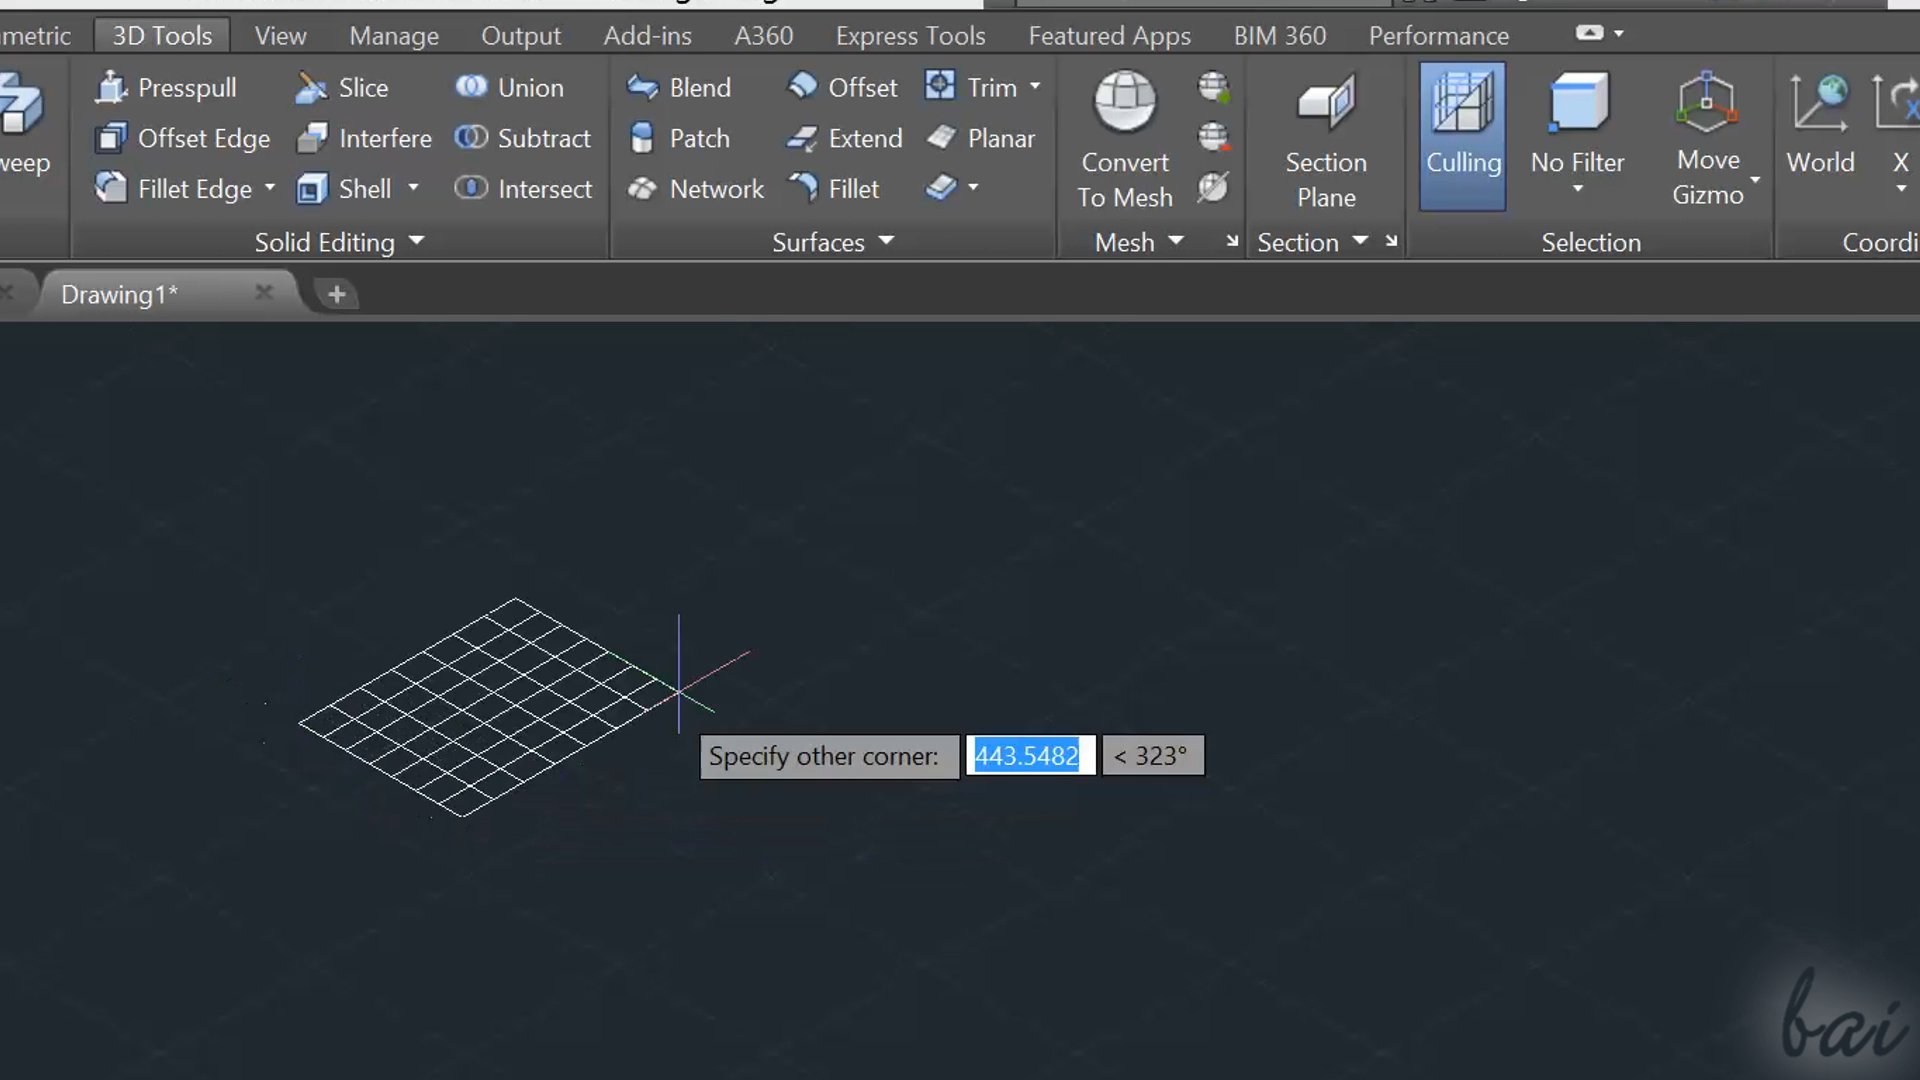 metric 3D Tools View Manage Output Add-ins A360 Express Tools Featured Apps BIM 360 Performance
Presspull Slice Union Blend Offset Trim
weep Offset Edge Interfere Subtract Patch Extend Planar Convert To Mesh Section Plane Culling No Filter Move Gizmo World X
Fillet Edge Shell Intersect Network Fillet
Solid Editing Surfaces Mesh Section Selection Coordi
Drawing1*
Specify other corner: 443.5482 < 323°
bai